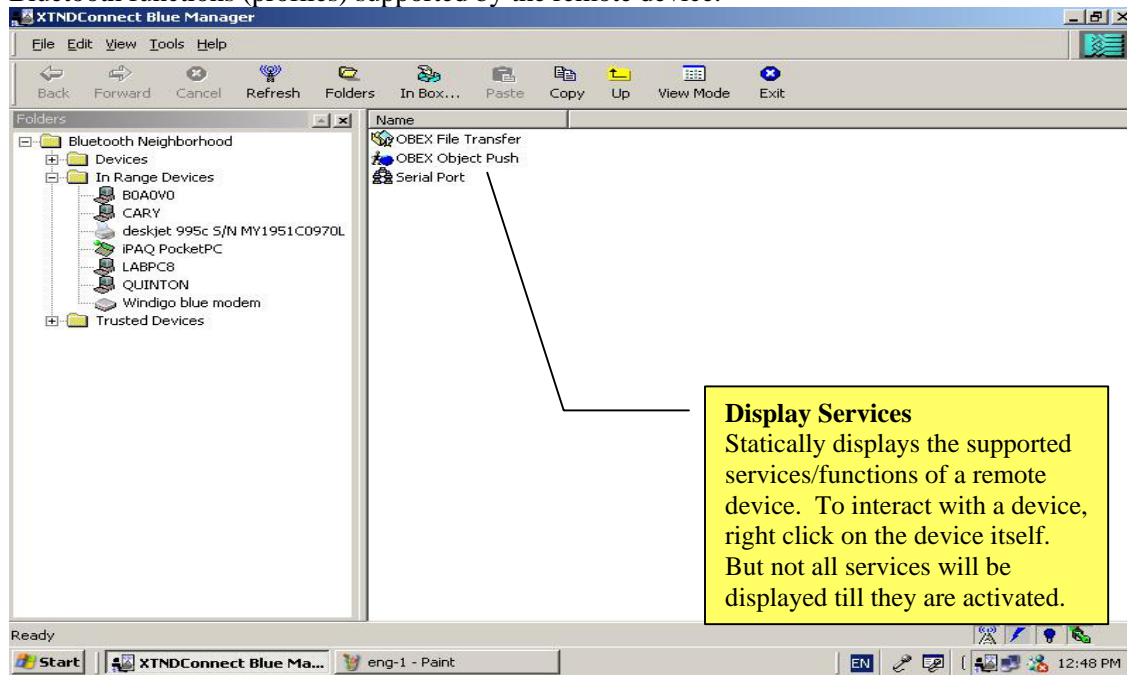 Bluetooth functions (profiles) supported by the remote device.
XTNDConnect Blue Manager
File Edit View Tools Help
Back Forward Cancel Refresh Folders In Box... Paste Copy Up View Mode Exit
Folders
Name
Bluetooth Neighborhood
Devices
In Range Devices
B0A0V0
CARY
deskjet 995c S/N MY1951C0970L
iPAQ PocketPC
LABPC8
QUINTON
Windigo blue modem
Trusted Devices
OBEX File Transfer
OBEX Object Push
Serial Port
Display Services
Statically displays the supported
services/functions of a remote
device. To interact with a device,
right click on the device itself.
But not all services will be
displayed till they are activated.
Ready
Start XTNDConnect Blue Ma... eng-1 - Paint EN 12:48 PM